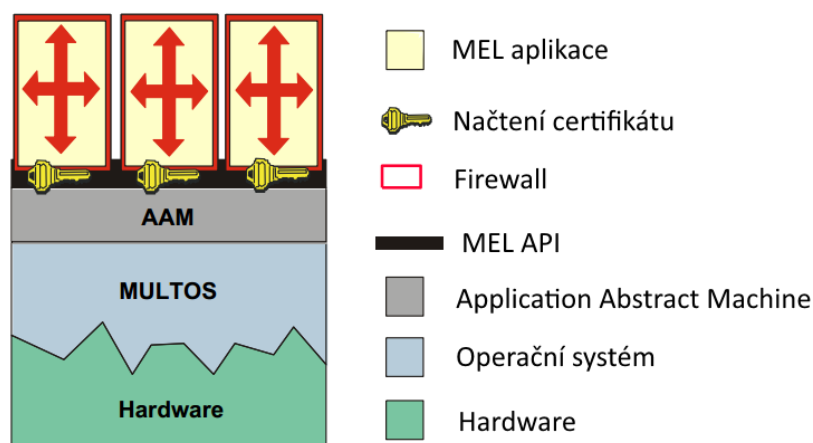 AAM
MULTOS
Hardware
MEL aplikace
Načtení certifikátu
Firewall
MEL API
Application Abstract Machine
Operační systém
Hardware